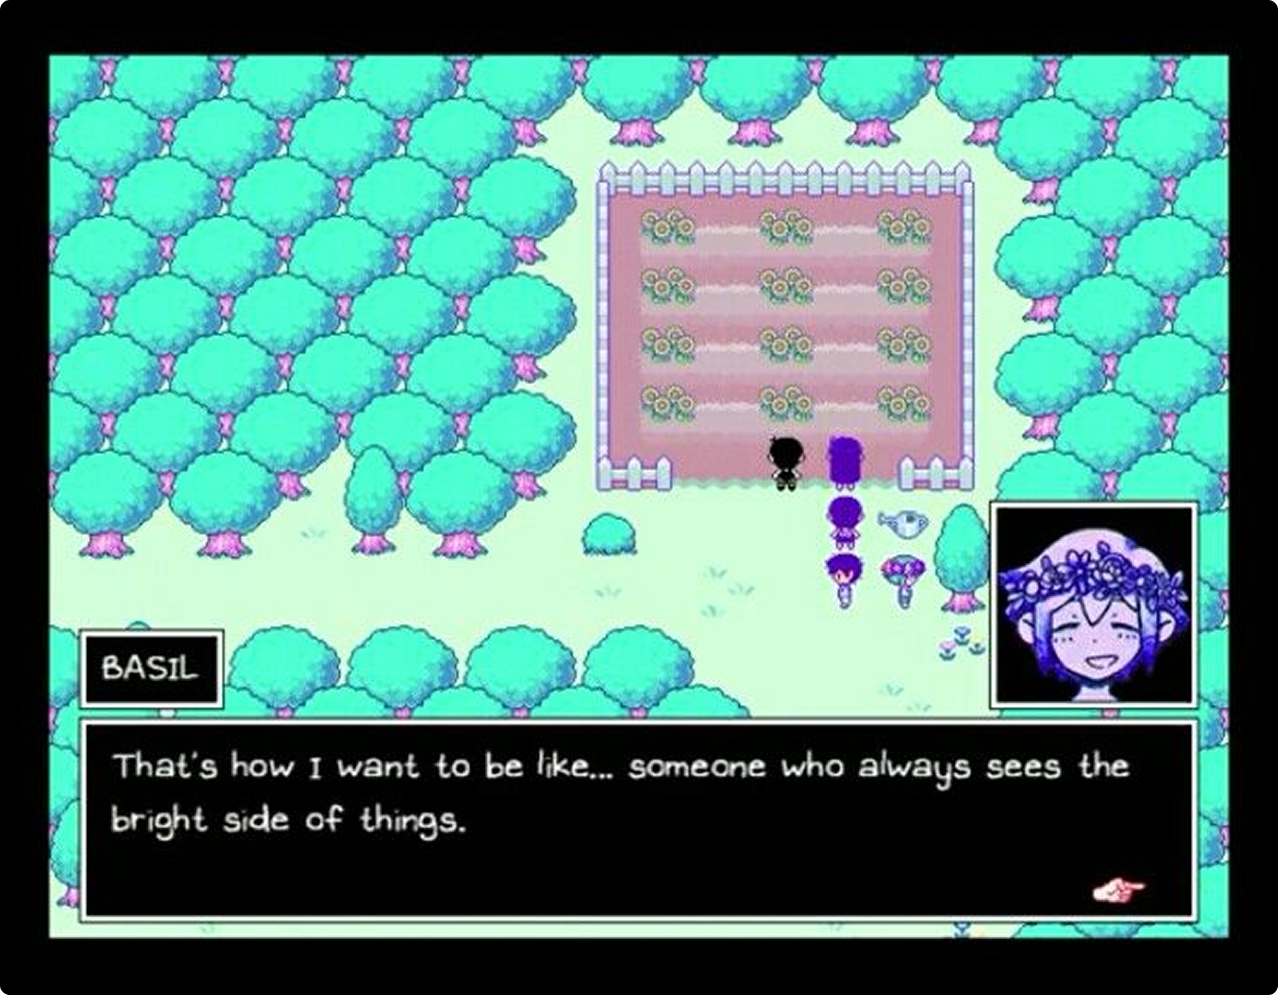 BASIL
That's how I want to be like... someone who always sees the
bright side of things.